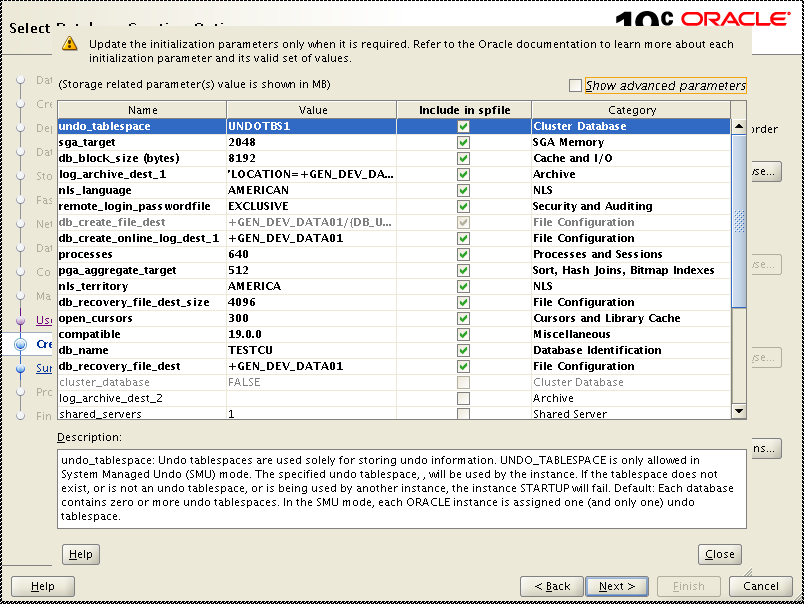 Select
ORACLE
Update the initialization parameters only when it is required. Refer to the Oracle documentation to learn more about each
initialization parameter and its valid set of values.
(Storage related parameter(s) value is shown in MB)
Show advanced parameters
Name Value Include in spfile Category
undo_tablespace UNDOTBS1 Cluster Database
sga_target 2048 SGA Memory
db_block_size (bytes) 8192 Cache and I/O
log_archive_dest_1 'LOCATION=+GEN_DEV_DA... Archive
nls_language AMERICAN NLS
remote_login_passwordfile EXCLUSIVE Security and Auditing
db_create_file_dest +GEN_DEV_DATA01/{DB_U... File Configuration
db_create_online_log_dest_1 +GEN_DEV_DATA01 File Configuration
processes 640 Processes and Sessions
pga_aggregate_target 512 Sort, Hash Joins, Bitmap Indexes
nls_territory AMERICA NLS
db_recovery_file_dest_size 4096 File Configuration
open_cursors 300 Cursors and Library Cache
compatible 19.0.0 Miscellaneous
db_name TESTCU Database Identification
db_recovery_file_dest +GEN_DEV_DATA01 File Configuration
cluster_database FALSE Cluster Database
log_archive_dest_2 Archive
shared_servers 1 Shared Server
Description:
undo_tablespace: Undo tablespaces are used solely for storing undo information. UNDO_TABLESPACE is only allowed in
System Managed Undo (SMU) mode. The specified undo tablespace, , will be used by the instance. If the tablespace does not
exist, or is not an undo tablespace, or is being used by another instance, the instance STARTUP will fail. Default: Each database
contains zero or more undo tablespaces. In the SMU mode, each ORACLE instance is assigned one (and only one) undo
tablespace.
Help Close
Help < Back Next > Finish Cancel